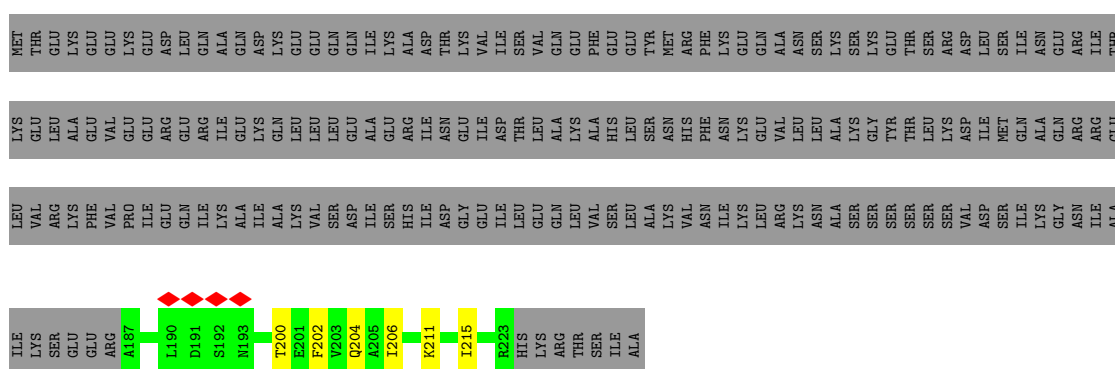 MET THR GLU LYS GLU GLU LYS GLU ASP LEU GLN ALA GLN ASP LYS GLU GLU GLN GLN ILE LYS ALA ASP THR LYS VAL ILE SER VAL GLN GLU PHE GLU GLU TYR MET ARG PHE LYS GLU GLN ALA ASN SER LYS SER LYS GLU THR SER ARG ASP LEU SER ILE ASN GLU ARG ILE THR
LYS GLU LEU ALA GLU VAL GLU GLU ARG GLU ARG ILE GLU LYS GLN LEU LEU LEU GLU ALA GLU ARG ILE ASN GLU ILE ASP THR LEU ALA LYS ALA HIS LEU SER ASN HIS PHE ASN LYS GLU VAL LEU LEU ALA LYS GLY TYR THR LEU LYS ASP ILE MET GLN ALA GLN ARG ARG GLU
LEU VAL ARG LYS PHE VAL PRO ILE GLU GLN ILE LYS ALA ILE ALA LYS VAL SER ASP ILE SER HIS ILE ASP GLY GLU ILE LEU GLU GLN LEU VAL SER LEU ALA LYS VAL ASN ILE LYS LEU ARG LYS ASN ALA SER SER SER SER SER SER VAL ASP SER ILE LYS GLY ASN ILE ALA
ILE LYS SER GLU GLU ARG A187 L190 D191 S192 N193 T200 E201 F202 V203 Q204 A205 I206 K211 I215 R223 HIS LYS ARG THR SER ILE ALA